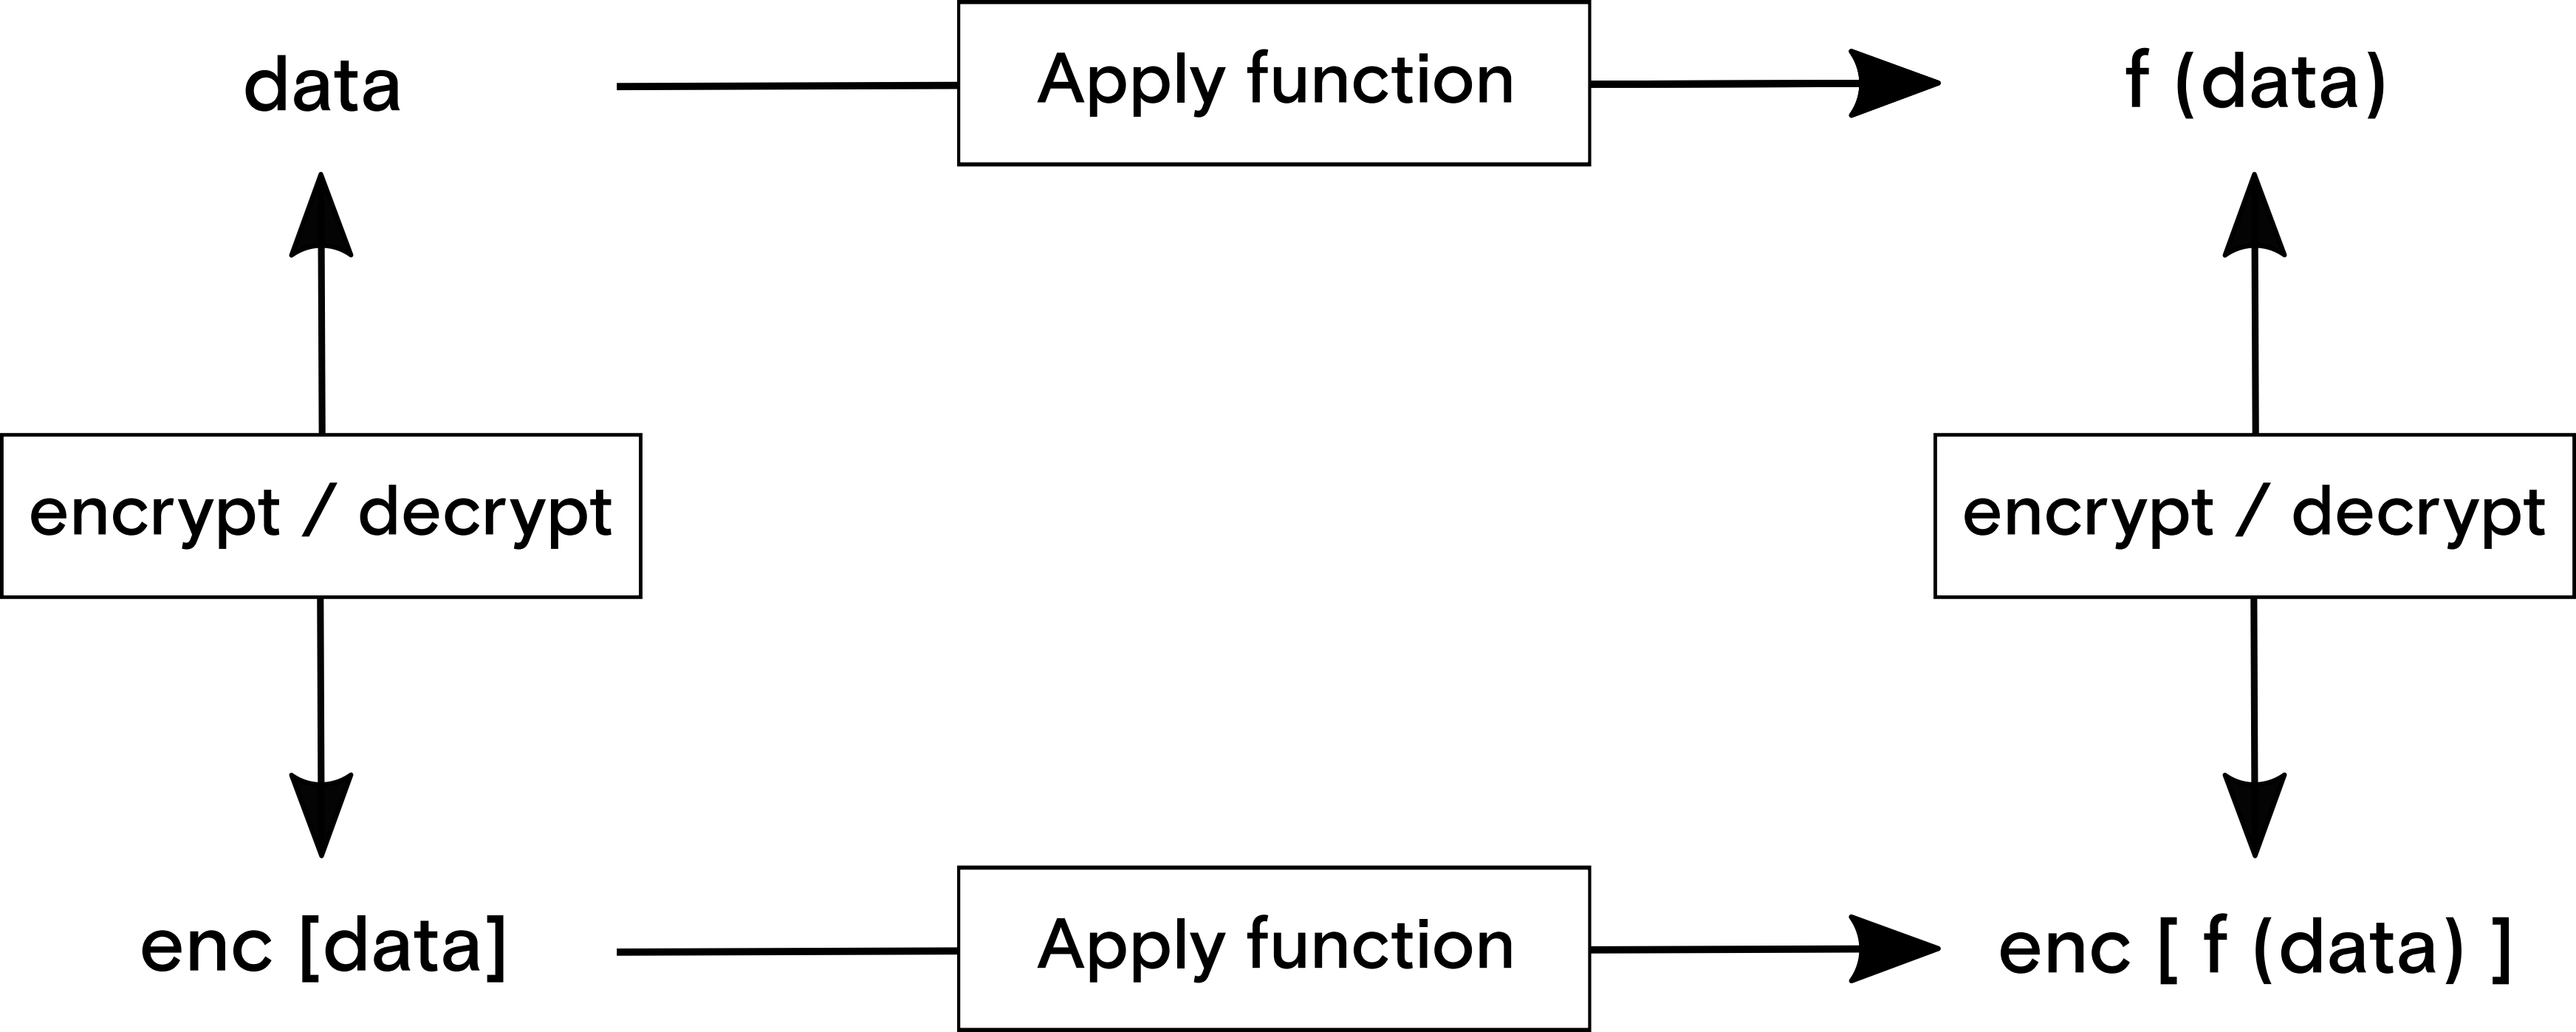 data
Apply function
f (data)
encrypt / decrypt
encrypt / decrypt
enc [data]
Apply function
enc [ f (data) ]